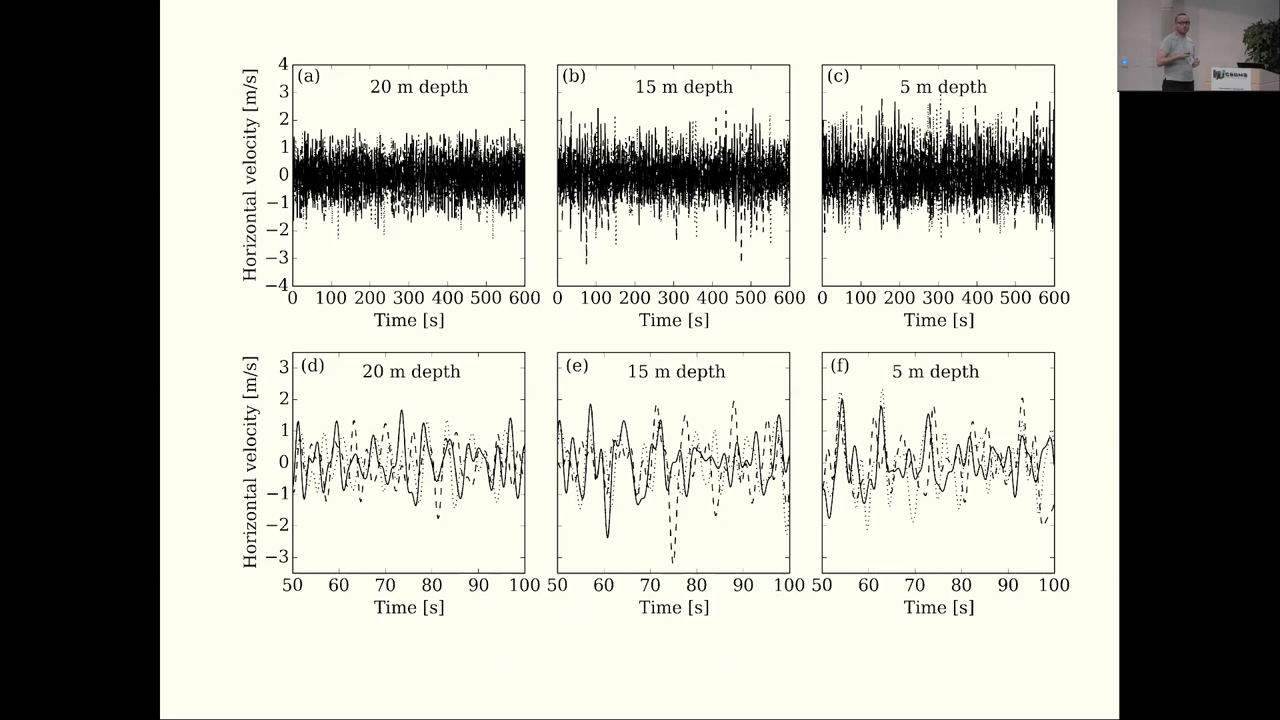 (a) 20 m depth
(b) 15 m depth
(c) 5 m depth
Horizontal velocity [m/s]
4
3
2
1
0
−1
−2
−3
−4
0 100 200 300 400 500 600
0 100 200 300 400 500 600
0 100 200 300 400 500 600
Time [s]
Time [s]
Time [s]
(d) 20 m depth
(e) 15 m depth
(f) 5 m depth
Horizontal velocity [m/s]
3
2
1
0
−1
−2
−3
50 60 70 80 90 100
50 60 70 80 90 100
50 60 70 80 90 100
Time [s]
Time [s]
Time [s]
CSDMS